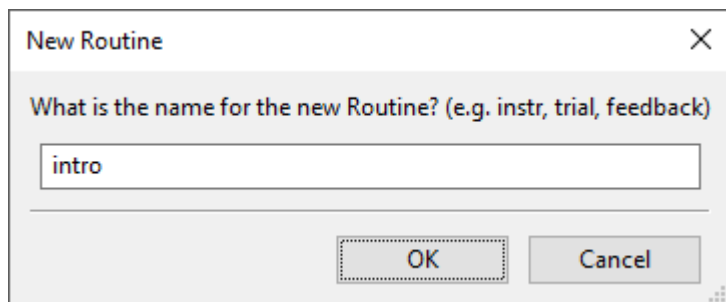 New Routine
What is the name for the new Routine? (e.g. instr, trial, feedback)
intro
OK
Cancel